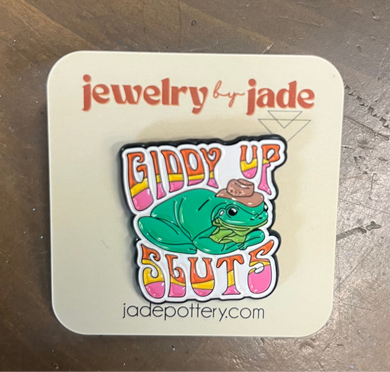 jewelry by jade
GIDDY UP
SLUTS
jadepottery.com